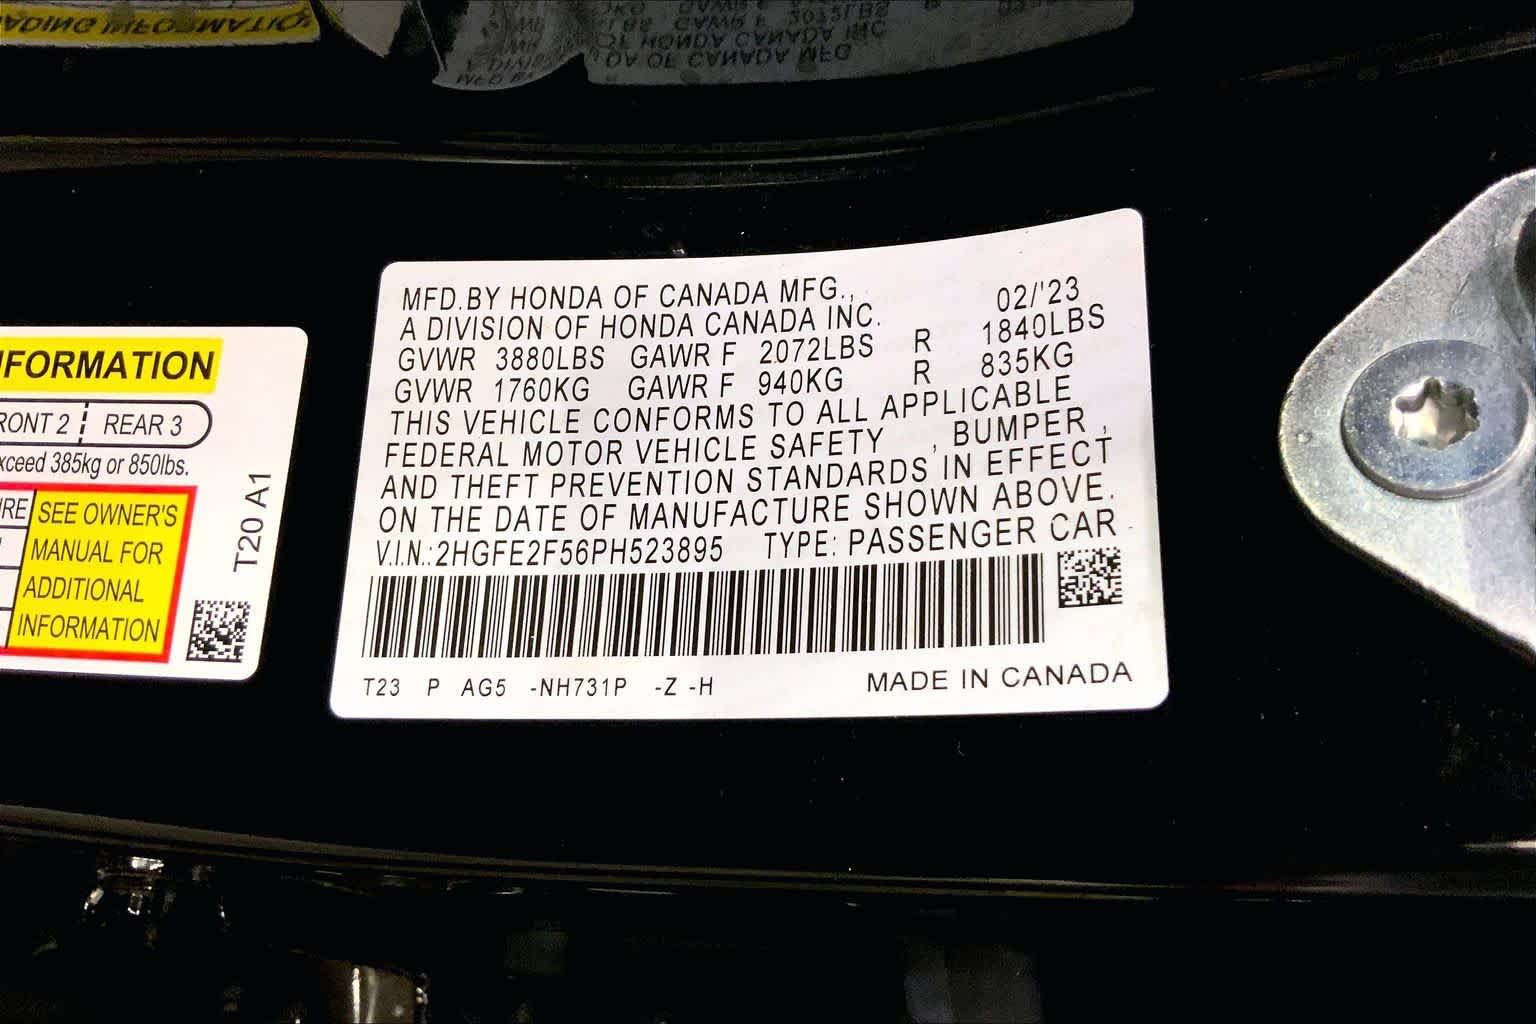 NFORMATION
RONT 2 ¦ REAR 3
xceed 385kg or 850lbs.
IRE
SEE OWNER'S
MANUAL FOR
ADDITIONAL
INFORMATION
T20 A1
MFD.BY HONDA OF CANADA MFG., 02/'23
A DIVISION OF HONDA CANADA INC.
GVWR 3880LBS GAWR F 2072LBS R 1840LBS
GVWR 1760KG GAWR F 940KG R 835KG
THIS VEHICLE CONFORMS TO ALL APPLICABLE
FEDERAL MOTOR VEHICLE SAFETY , BUMPER ,
AND THEFT PREVENTION STANDARDS IN EFFECT
ON THE DATE OF MANUFACTURE SHOWN ABOVE.
V.I.N.:2HGFE2F56PH523895 TYPE: PASSENGER CAR
T23 P AG5 -NH731P -Z -H MADE IN CANADA